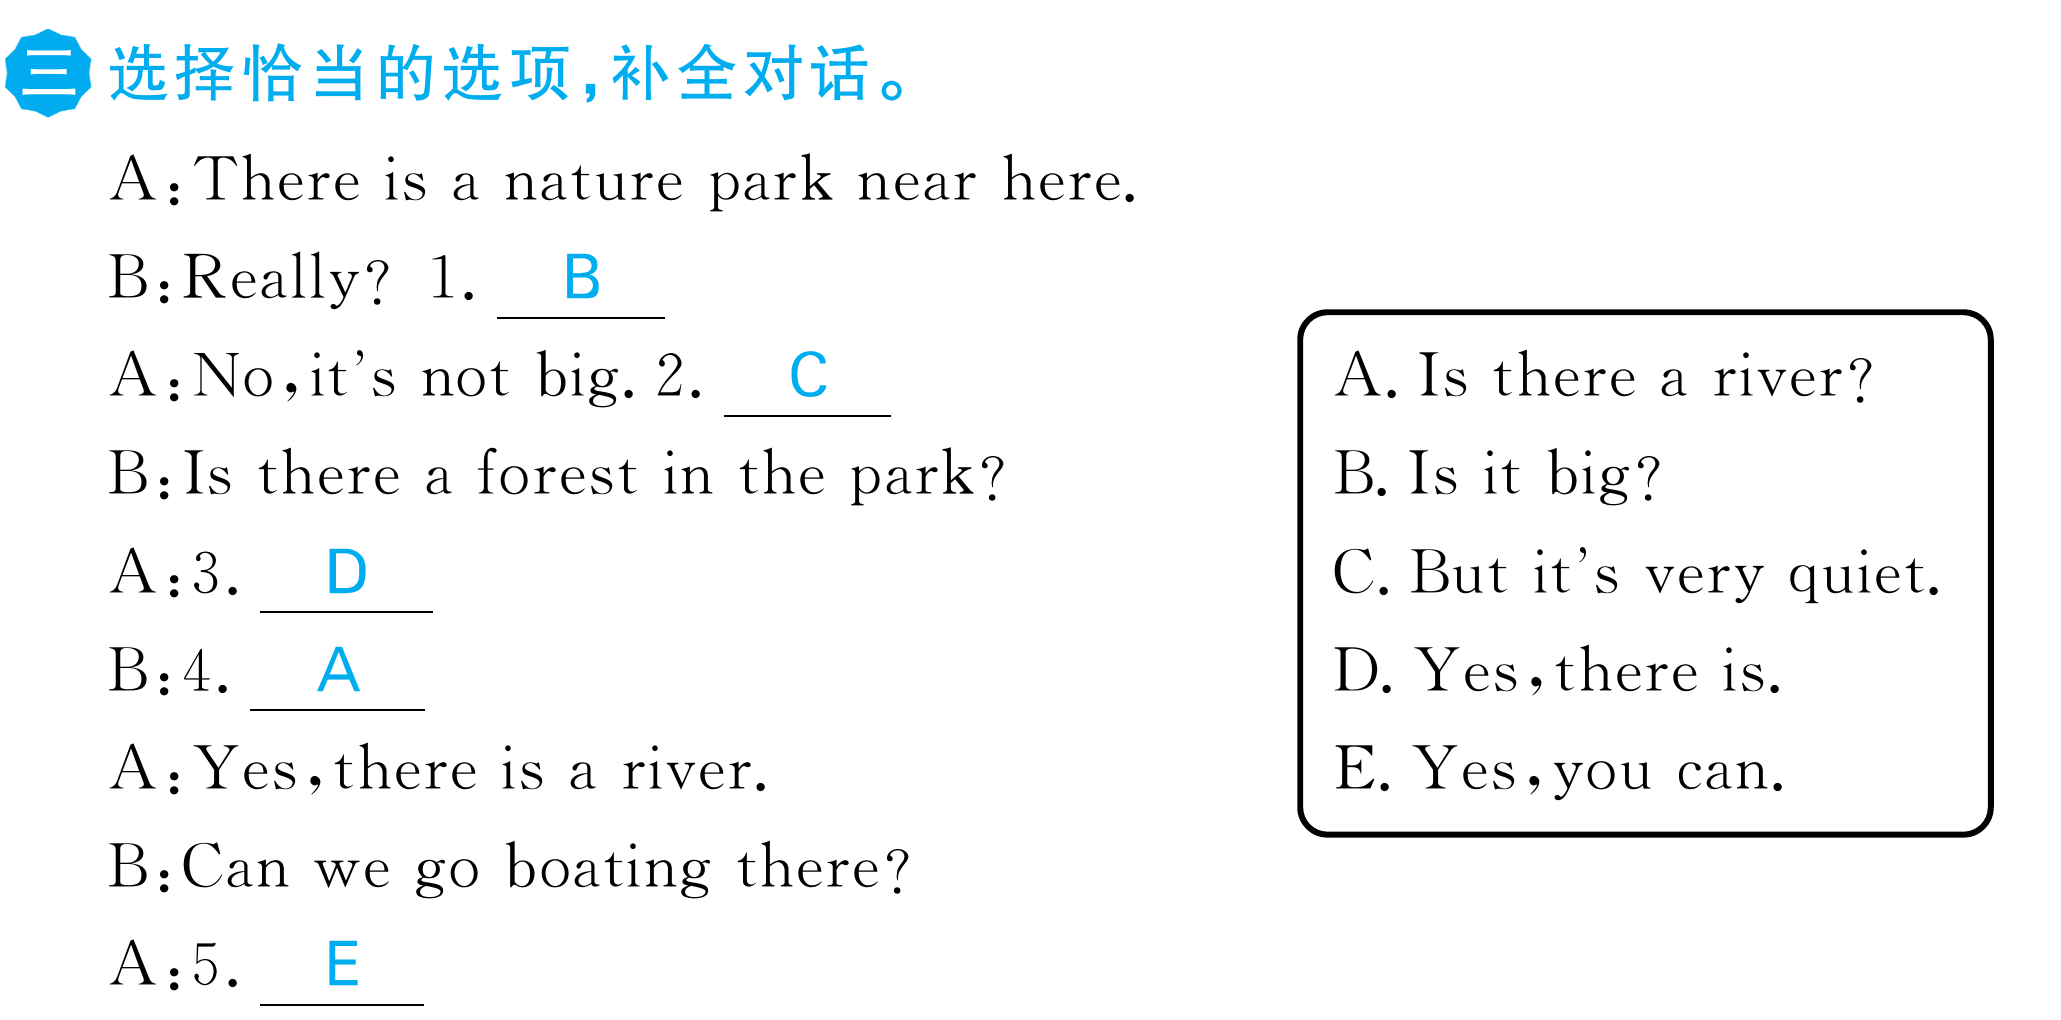 三 选择恰当的选项,补全对话。
A:There is a nature park near here.
B:Really? 1. B
A:No,it's not big. 2. C
B:Is there a forest in the park?
A:3. D
B:4. A
A:Yes,there is a river.
B:Can we go boating there?
A:5. E
A. Is there a river?
B. Is it big?
C. But it's very quiet.
D. Yes,there is.
E. Yes,you can.